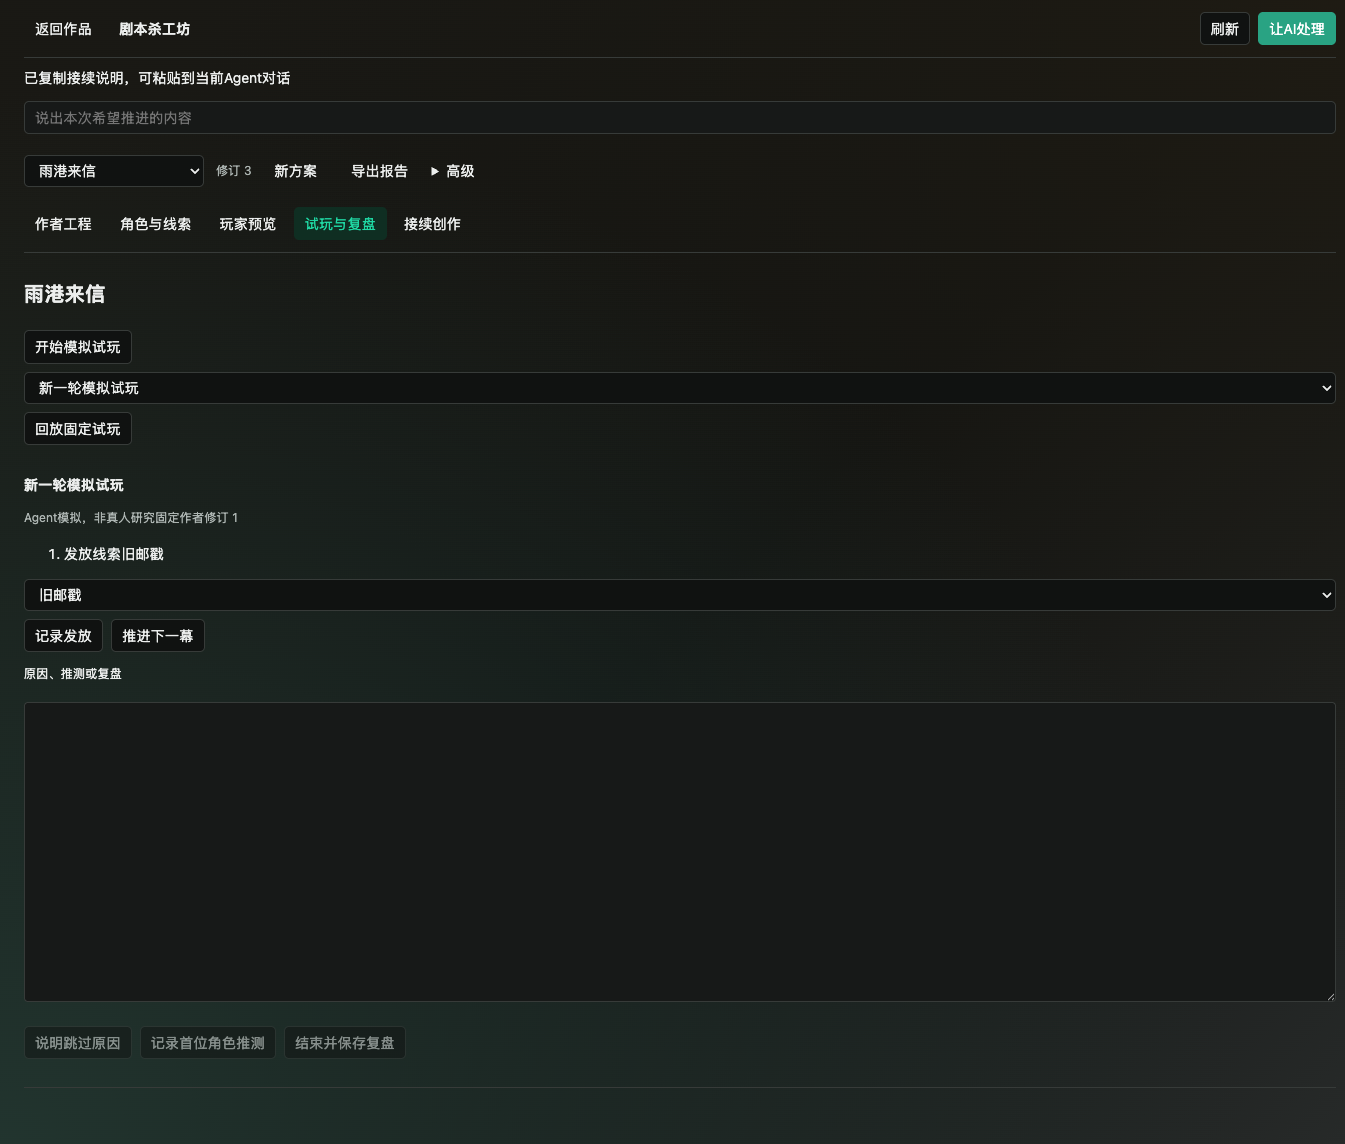 返回作品 剧本杀工坊 刷新 让AI处理
已复制接续说明，可粘贴到当前Agent对话
说出本次希望推进的内容
雨港来信 修订 3 新方案 导出报告 ▶ 高级
作者工程 角色与线索 玩家预览 试玩与复盘 接续创作
雨港来信
开始模拟试玩
新一轮模拟试玩
回放固定试玩
新一轮模拟试玩
Agent模拟，非真人研究固定作者修订 1
1. 发放线索旧邮戳
旧邮戳
记录发放 推进下一幕
原因、推测或复盘
说明跳过原因 记录首位角色推测 结束并保存复盘